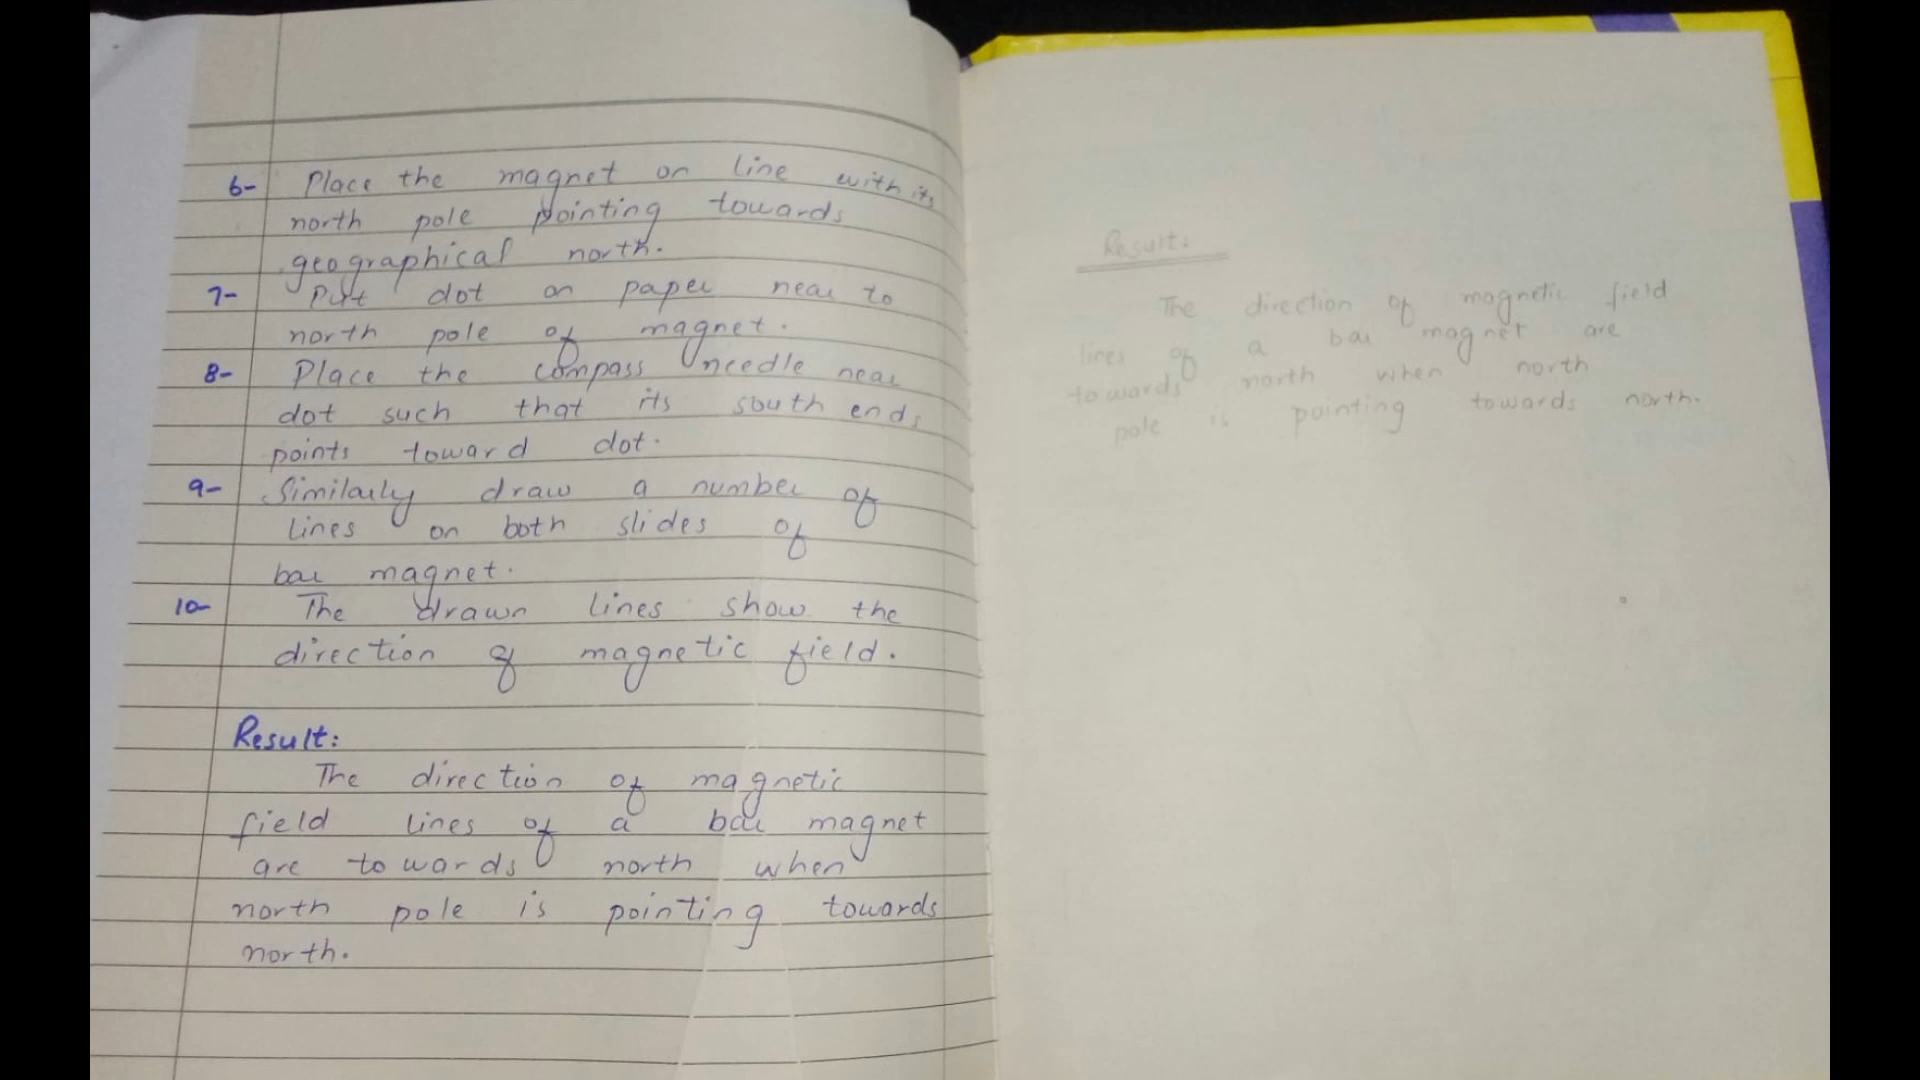 6- Place the magnet on line with its
north pole pointing towards
geographical north.
7- Put dot on paper near to
north pole of magnet.
8- Place the compass needle near
dot such that its south ends
points toward dot.
9- Similarly draw a number of
lines on both slides of
bar magnet.
10- The drawn lines show the
direction of magnetic field.
Result:
The direction of magnetic
field lines of a bar magnet
are towards north when
north pole is pointing towards
north.
Result:
The direction of magnetic field
lines of a bar magnet are
towards north when north
pole is pointing towards north.